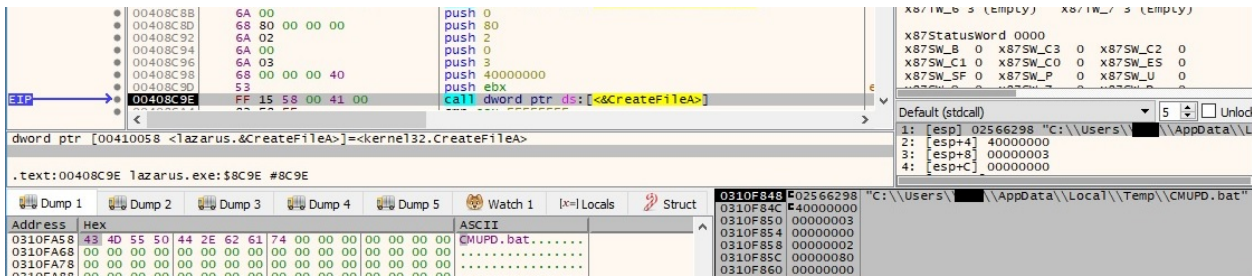 00408C8B 6A 00 push 0
00408C8D 68 80 00 00 00 push 80
00408C92 6A 02 push 2
00408C94 6A 00 push 0
00408C96 6A 03 push 3
00408C98 68 00 00 00 40 push 40000000
00408C9D 53 push ebx
EIP 00408C9E FF 15 58 00 41 00 call dword ptr ds:[<&CreateFileA>]
x87TW_6 3 (Empty) x87TW_7 3 (Empty)
x87StatusWord 0000
x87SW_B 0 x87SW_C3 0 x87SW_C2 0
x87SW_C1 0 x87SW_C0 0 x87SW_ES 0
x87SW_SF 0 x87SW_P 0 x87SW_U 0
Default (stdcall) 5 Unlock
1: [esp] 02566298 "C:\\Users\\ \\AppData\\L
2: [esp+4] 40000000
3: [esp+8] 00000003
4: [esp+C] 00000000
dword ptr [00410058 <lazarus.&CreateFileA>]=<kernel32.CreateFileA>
.text:00408C9E lazarus.exe:$8C9E #8C9E
Dump 1 Dump 2 Dump 3 Dump 4 Dump 5 Watch 1 [x=] Locals Struct
Address Hex ASCII
0310FA58 43 4D 55 50 44 2E 62 61 74 00 00 00 00 00 00 00 CMUPD.bat.......
0310FA68 00 00 00 00 00 00 00 00 00 00 00 00 00 00 00 00 ................
0310FA78 00 00 00 00 00 00 00 00 00 00 00 00 00 00 00 00 ................
0310F848 02566298 "C:\\Users\\ \\AppData\\Local\\Temp\\CMUPD.bat"
0310F84C 40000000
0310F850 00000003
0310F854 00000000
0310F858 00000002
0310F85C 00000080
0310F860 00000000